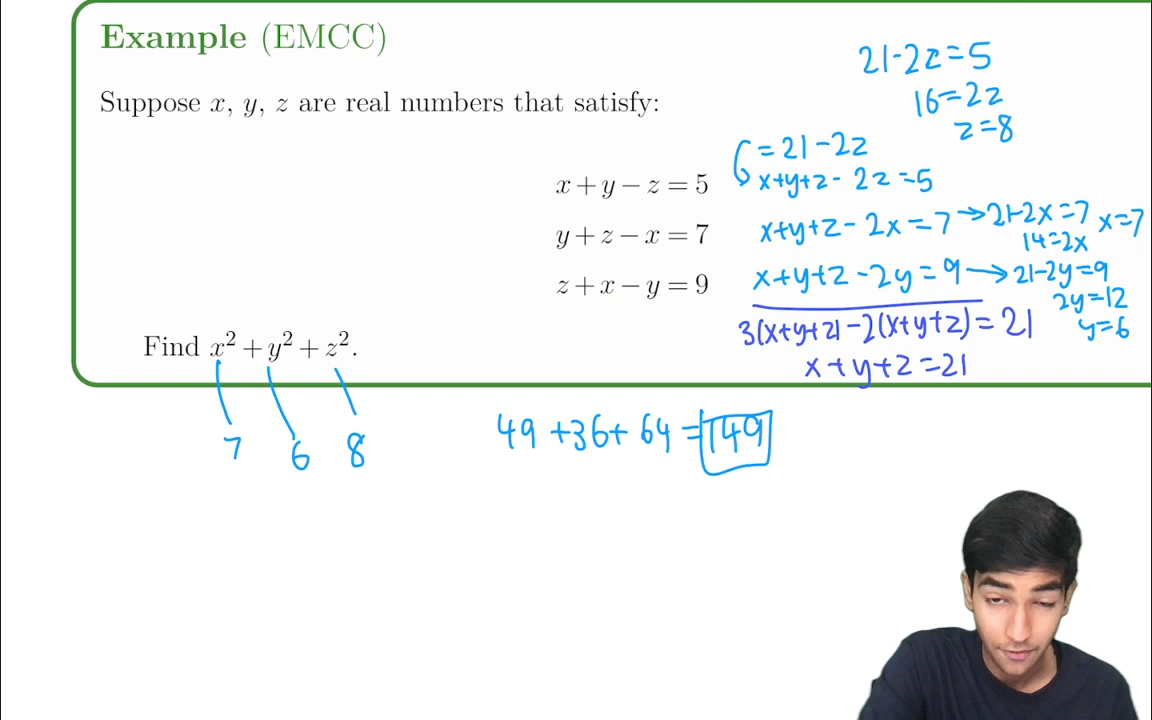 Example (EMCC)
Suppose x, y, z are real numbers that satisfy:
x + y − z = 5
y + z − x = 7
z + x − y = 9
Find x² + y² + z².
21-2z=5
16=2z
z=8
=21-2z
x+y+z-2z=5
x+y+z-2x=7→21-2x=7 x=7
14=2x
x+y+z-2y=9→21-2y=9
2y=12
y=6
3(x+y+z)-2(x+y+z)=21
x+y+z=21
7 6 8
49+36+64=149